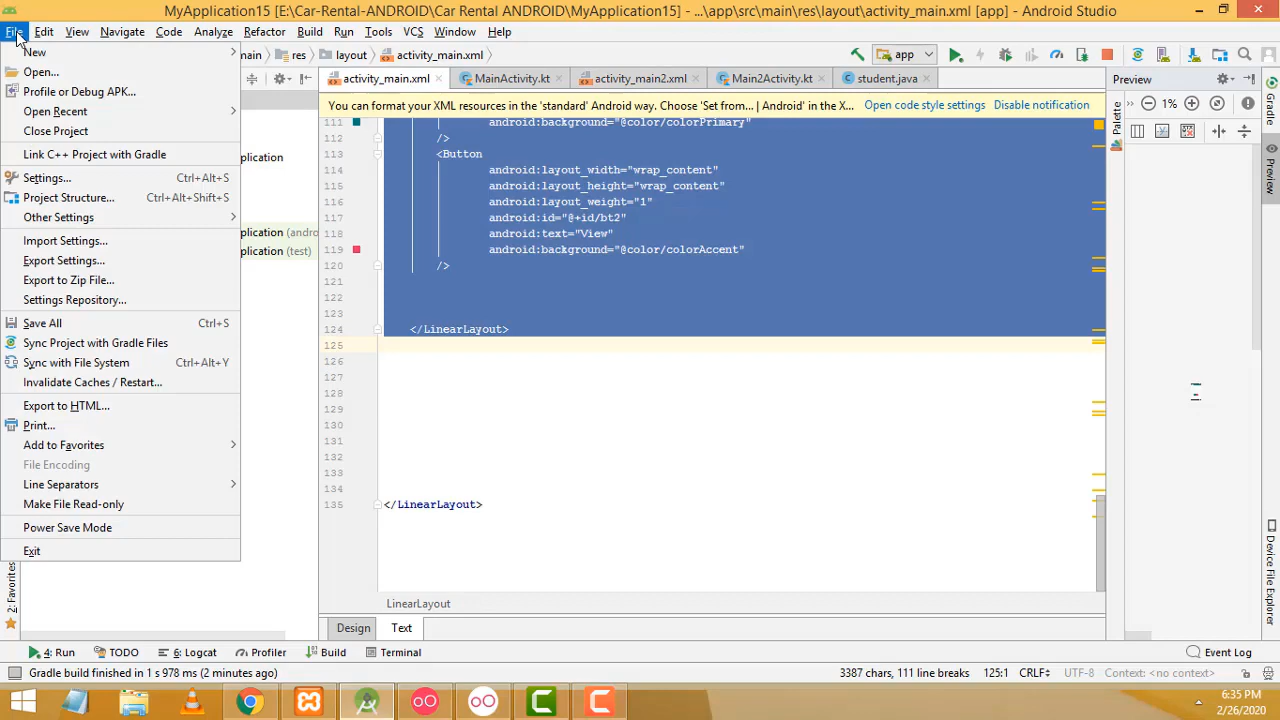 MyApplication15 [E:\Car-Rental-ANDROID\Car Rental ANDROID\MyApplication15] - ...\app\src\main\res\layout\activity_main.xml [app] - Android Studio
File Edit View Navigate Code Analyze Refactor Build Run Tools VCS Window Help
main res layout activity_main.xml app
activity_main.xml MainActivity.kt activity_main2.xml Main2Activity.kt student.java Preview
You can format your XML resources in the 'standard' Android way. Choose 'Set from... | Android' in the X... Open code style settings Disable notification
1%
New
Open...
Profile or Debug APK...
Open Recent
Close Project
Link C++ Project with Gradle
Settings... Ctrl+Alt+S
Project Structure... Ctrl+Alt+Shift+S
Other Settings
Import Settings...
Export Settings...
Export to Zip File...
Settings Repository...
Save All Ctrl+S
Sync Project with Gradle Files
Sync with File System Ctrl+Alt+Y
Invalidate Caches / Restart...
Export to HTML...
Print...
Add to Favorites
File Encoding
Line Separators
Make File Read-only
Power Save Mode
Exit
plication
plication (andro
plication (test)
111 android:background="@color/colorPrimary"
112 />
113 <Button
114 android:layout_width="wrap_content"
115 android:layout_height="wrap_content"
116 android:layout_weight="1"
117 android:id="@+id/bt2"
118 android:text="View"
119 android:background="@color/colorAccent"
120 />
121
122
123
124 </LinearLayout>
125
126
127
128
129
130
131
132
133
134
135 </LinearLayout>
LinearLayout
Design Text
Palette
Gradle
Preview
Device File Explorer
2: Favorites
4: Run TODO 6: Logcat Profiler Build Terminal Event Log
Gradle build finished in 1 s 978 ms (2 minutes ago) 3387 chars, 111 line breaks 125:1 CRLF UTF-8 Context: <no context>
6:35 PM
2/26/2020